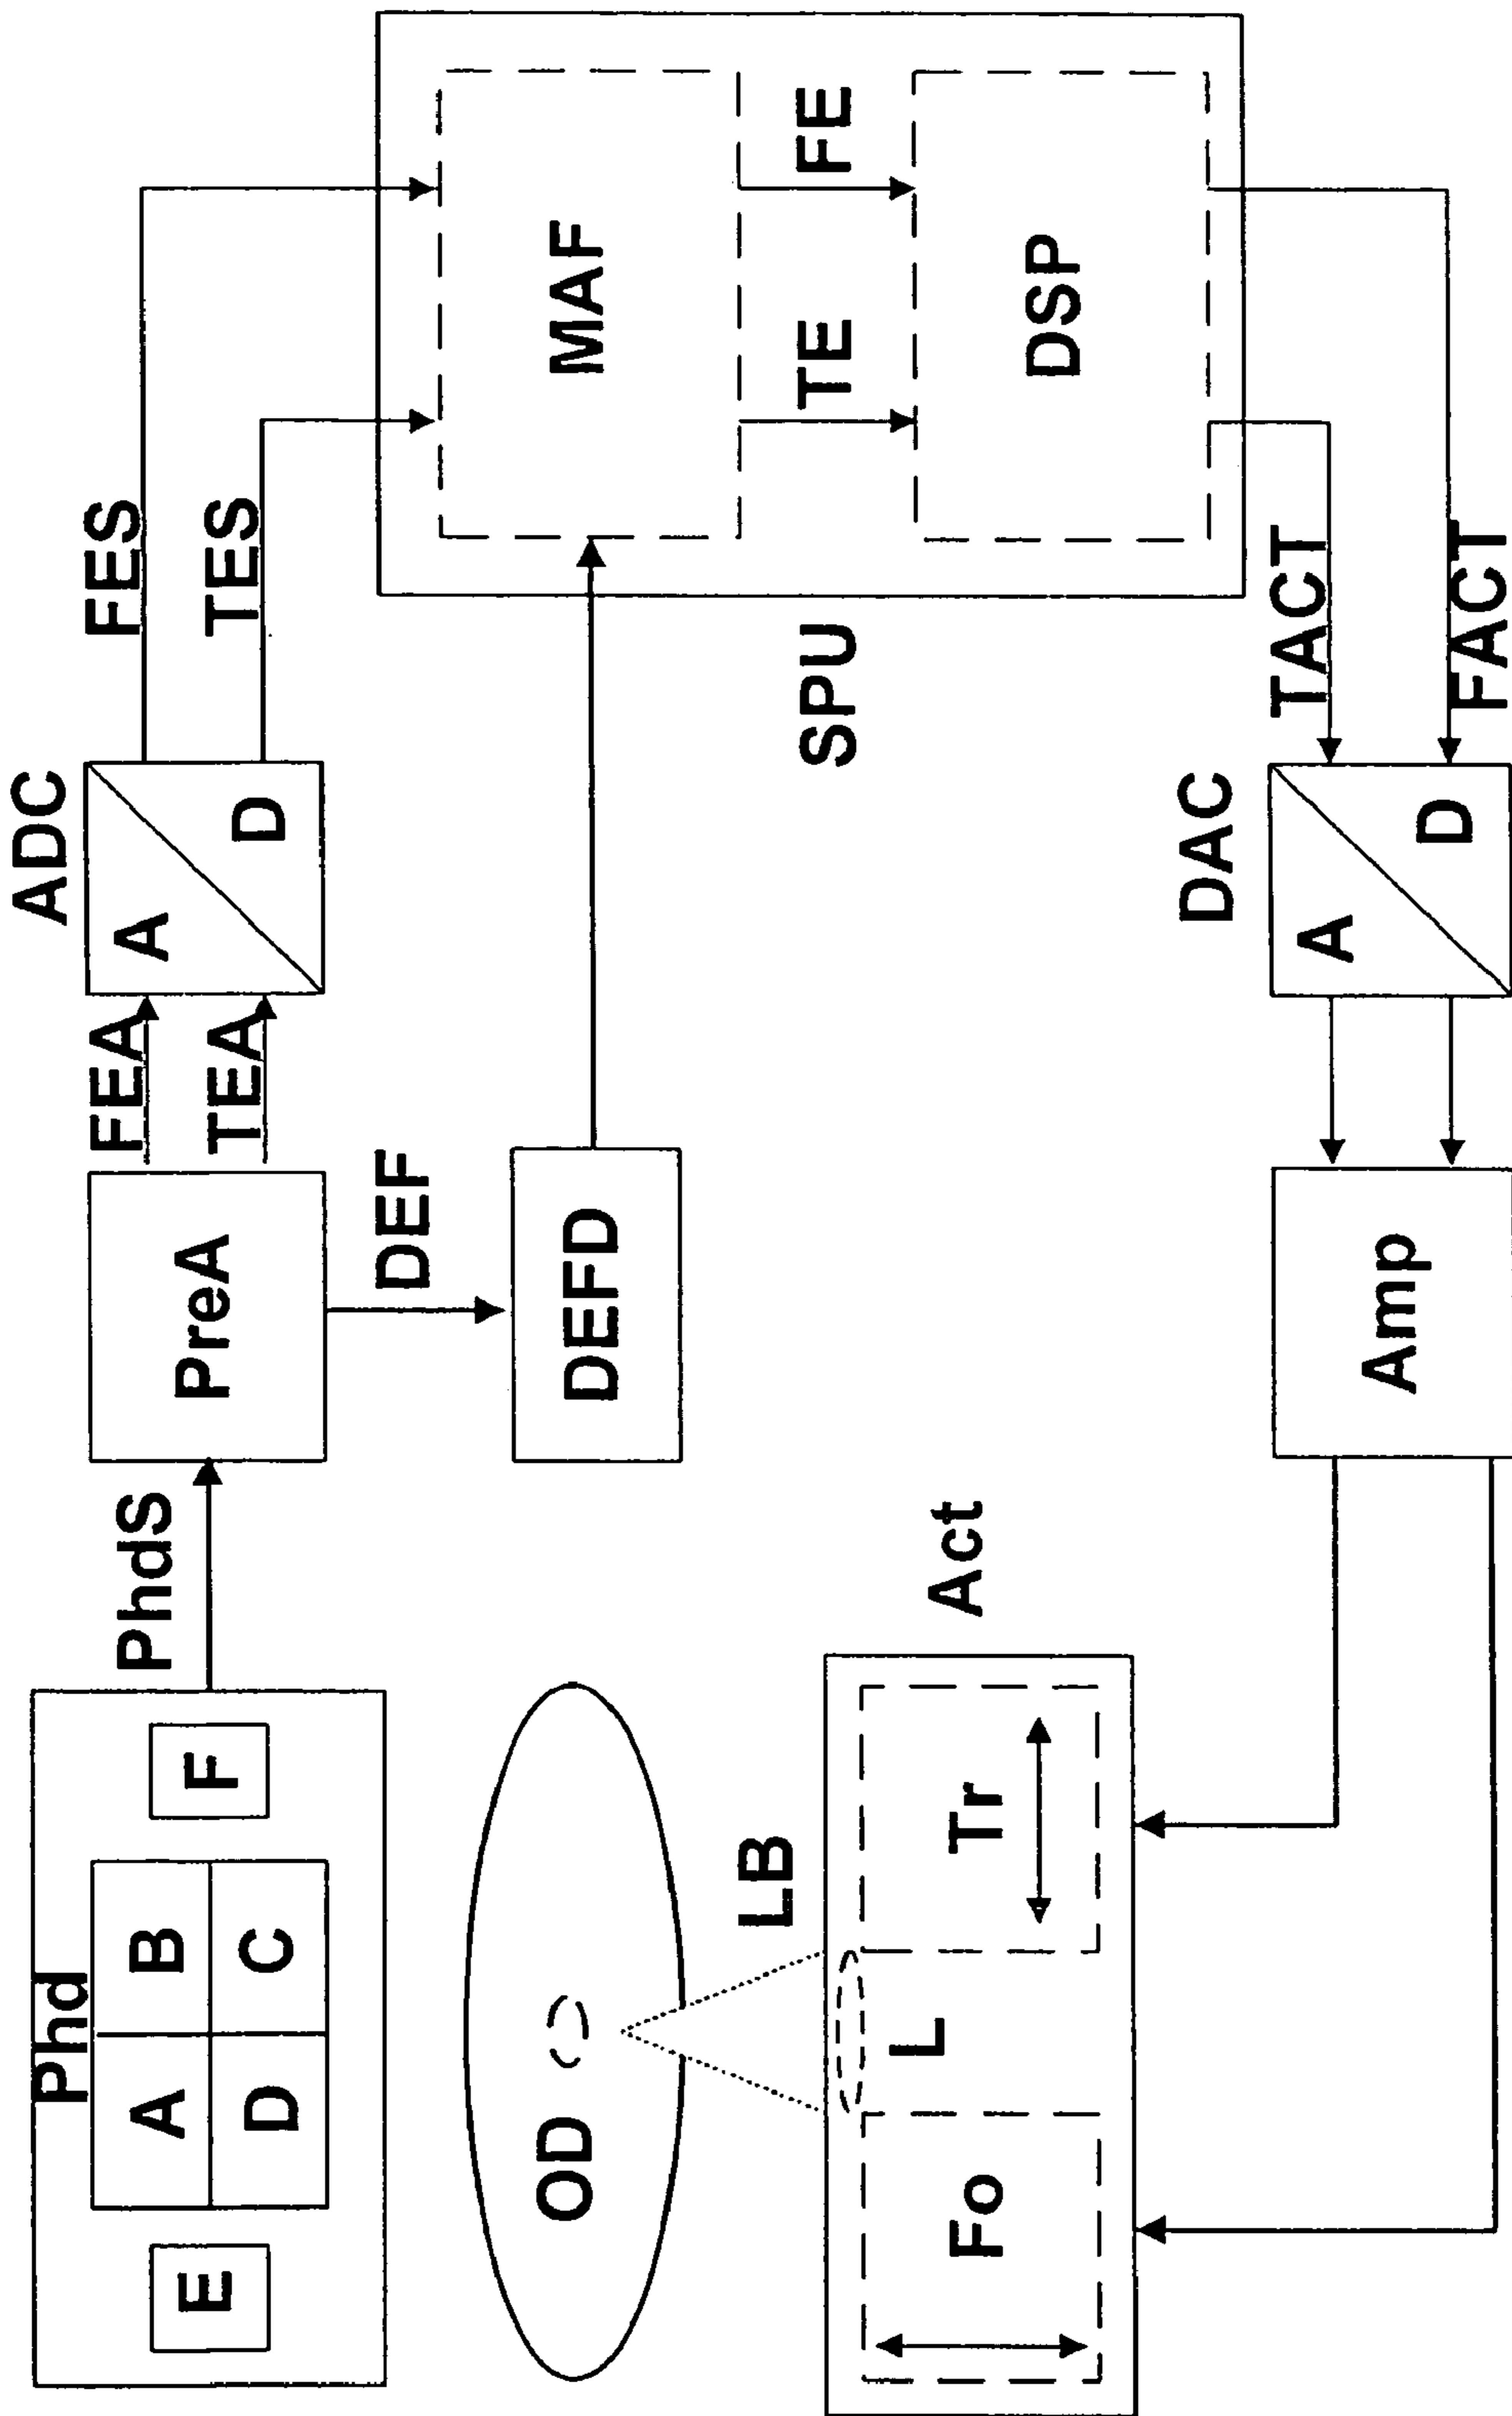 Phd
E
A
B
D
C
F
PhdS
PreA
FEA
TEA
ADC
A
D
FES
TES
DEF
DEFD
MAF
TE
FE
DSP
SPU
OD
LB
Act
Fo
L
Tr
Amp
DAC
A
D
TACT
FACT